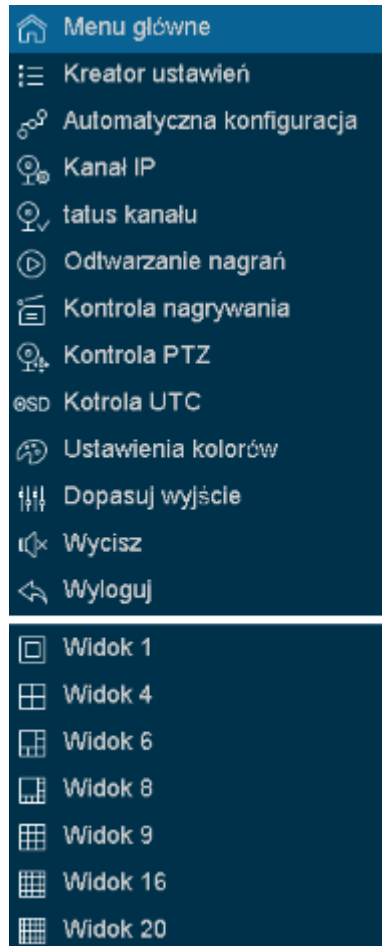 Menu główne
Kreator ustawień
Automatyczna konfiguracja
Kanał IP
tatus kanału
Odtwarzanie nagrań
Kontrola nagrywania
Kontrola PTZ
OSD Kotrola UTC
Ustawienia kolorów
Dopasuj wyjście
Wycisz
Wyloguj
Widok 1
Widok 4
Widok 6
Widok 8
Widok 9
Widok 16
Widok 20